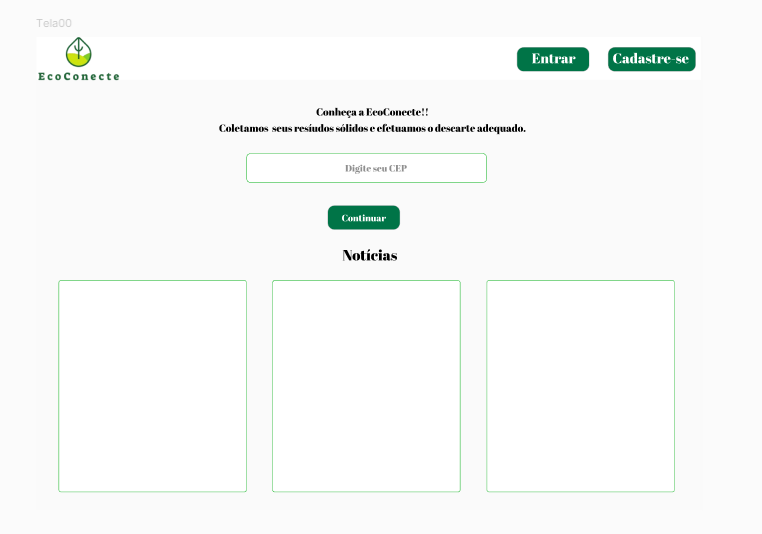 Tela00
EcoConecte
Entrar
Cadastre-se
Conheça a EcoConecte!!
Coletamos seus resíudos sólidos e efetuamos o descarte adequado.
Digite seu CEP
Continuar
Notícias